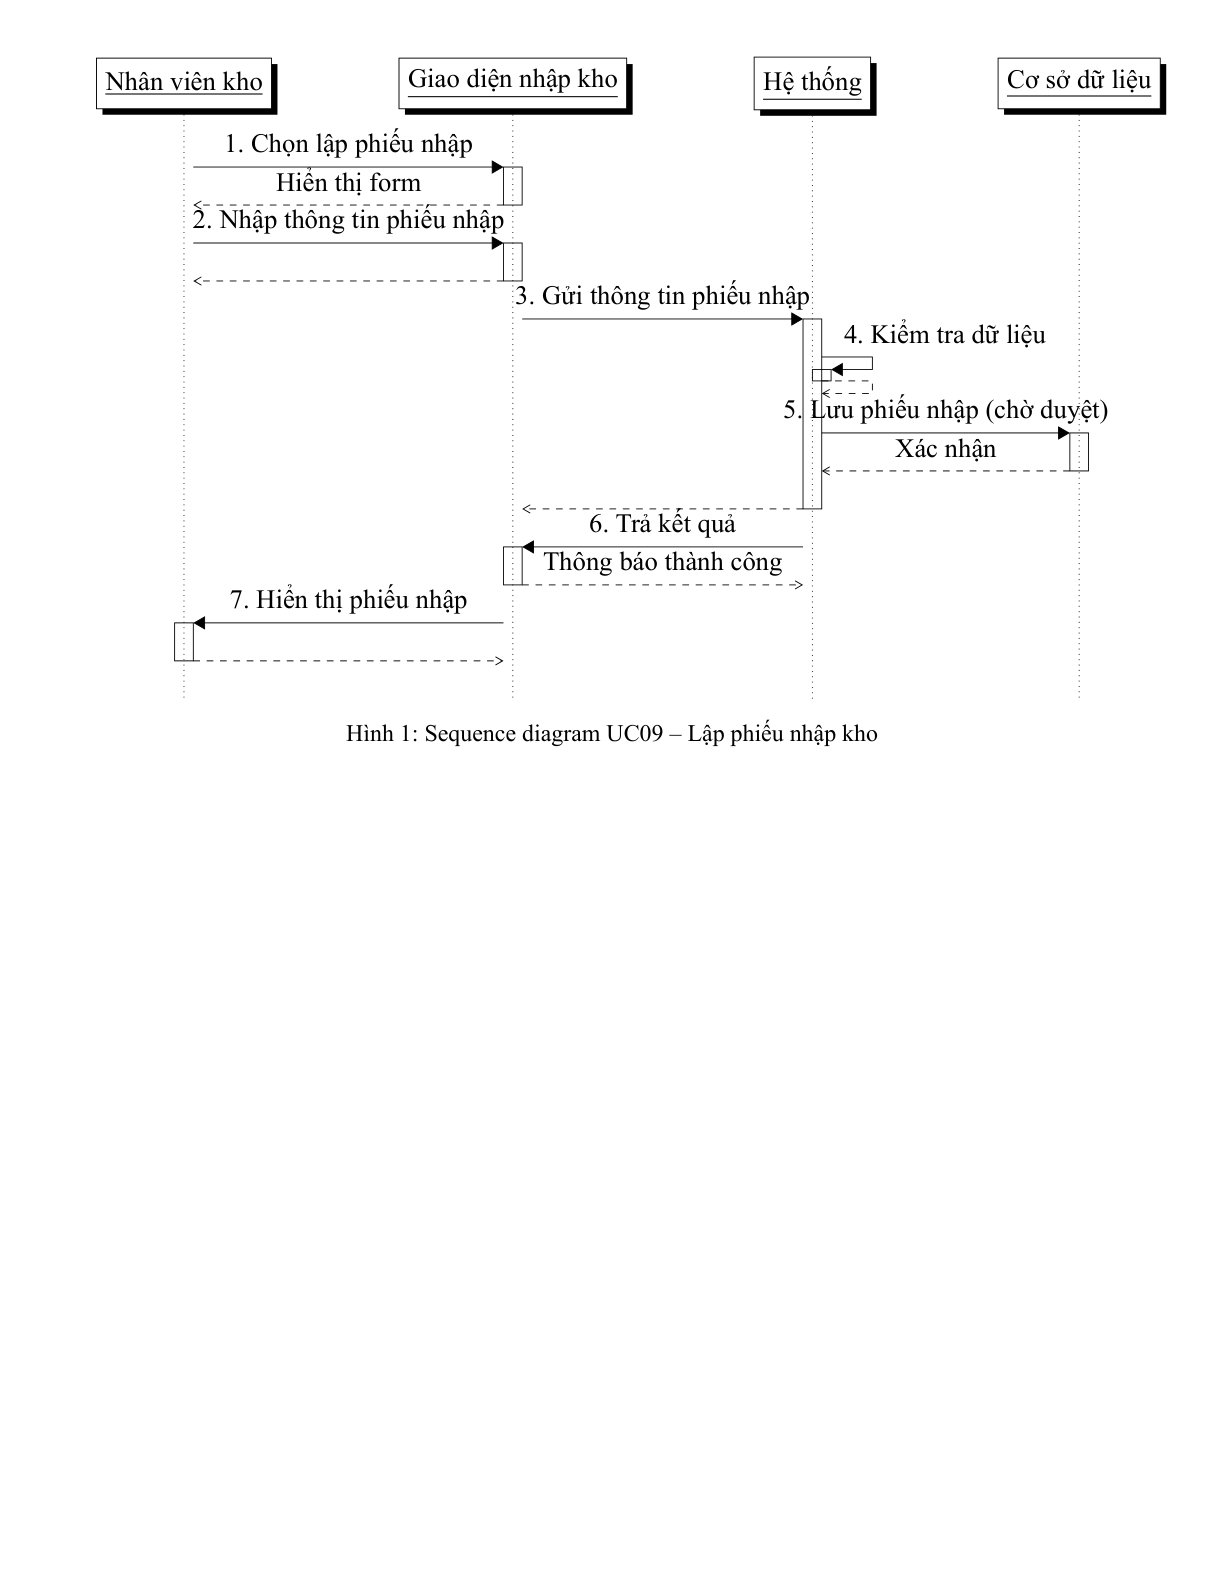 Nhân viên kho
Giao diện nhập kho
Hệ thống
Cơ sở dữ liệu
1. Chọn lập phiếu nhập
Hiển thị form
2. Nhập thông tin phiếu nhập
3. Gửi thông tin phiếu nhập
4. Kiểm tra dữ liệu
5. Lưu phiếu nhập (chờ duyệt)
Xác nhận
6. Trả kết quả
Thông báo thành công
7. Hiển thị phiếu nhập
Hình 1: Sequence diagram UC09 – Lập phiếu nhập kho